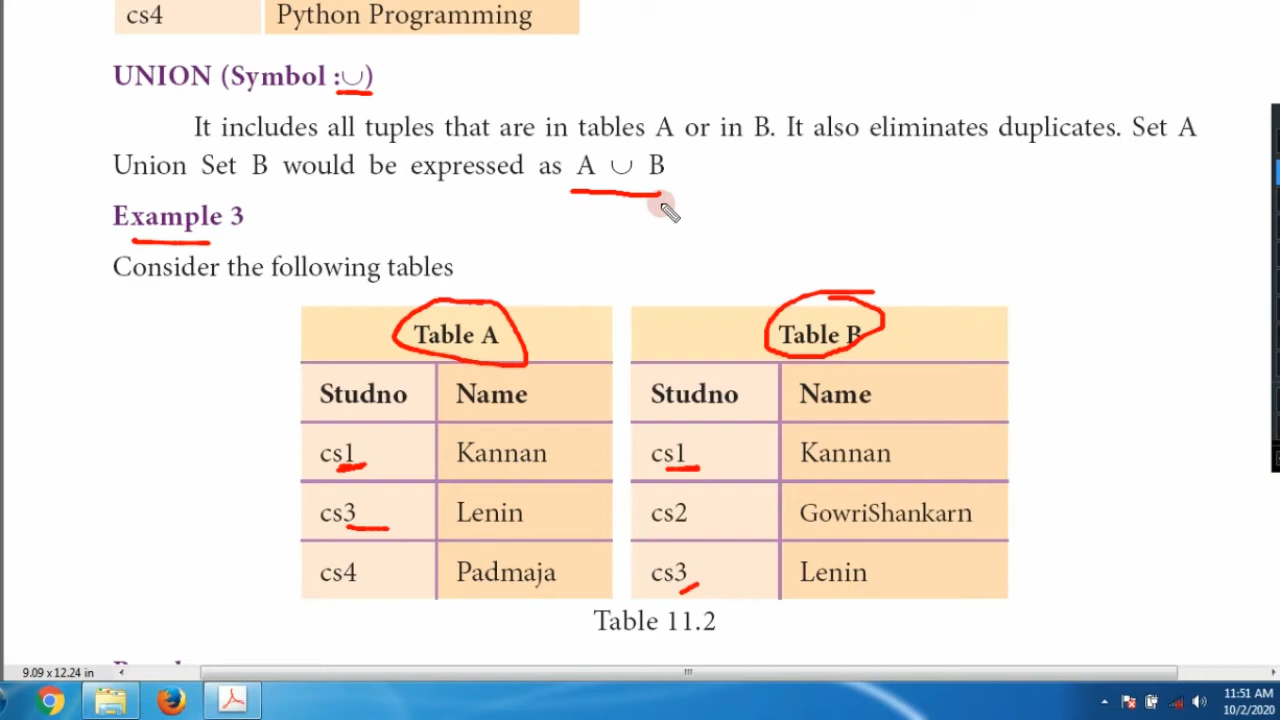 cs4 Python Programming
UNION (Symbol :∪)
It includes all tuples that are in tables A or in B. It also eliminates duplicates. Set A
Union Set B would be expressed as A ∪ B
Example 3
Consider the following tables
Table A Table B
Studno Name Studno Name
cs1 Kannan cs1 Kannan
cs3 Lenin cs2 GowriShankarn
cs4 Padmaja cs3 Lenin
Table 11.2
9.09 x 12.24 in
11:51 AM
10/2/2020